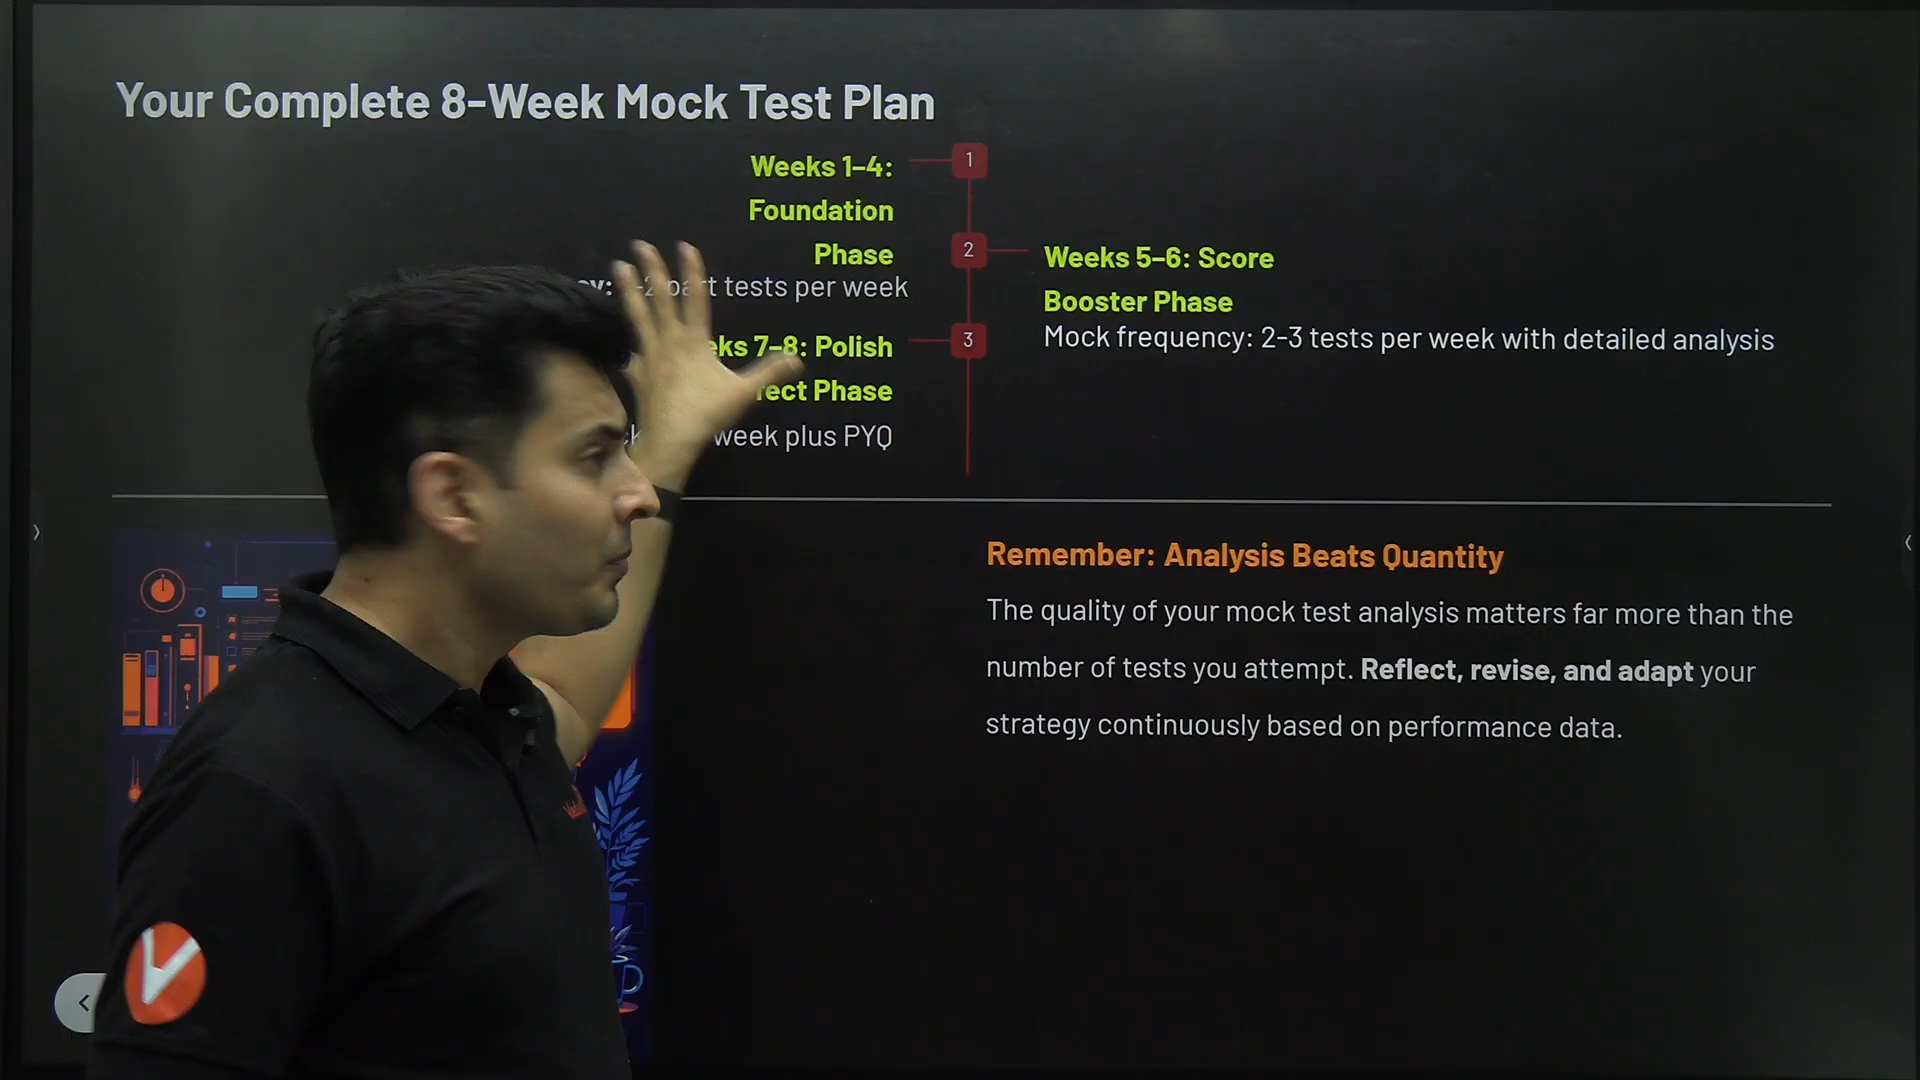 Your Complete 8-Week Mock Test Plan
Weeks 1–4:
Foundation
Phase
part tests per week
1
2
3
Weeks 5–6: Score
Booster Phase
Mock frequency: 2-3 tests per week with detailed analysis
7–8: Polish
Phase
week plus PYQ
Remember: Analysis Beats Quantity
The quality of your mock test analysis matters far more than the
number of tests you attempt. Reflect, revise, and adapt your
strategy continuously based on performance data.